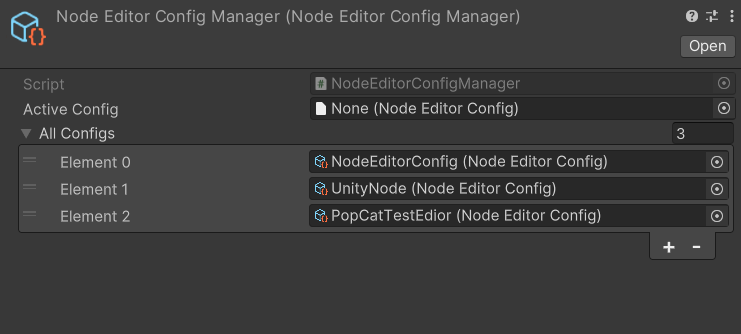 Node Editor Config Manager (Node Editor Config Manager)
Open
Script NodeEditorConfigManager
Active Config None (Node Editor Config)
All Configs 3
Element 0 NodeEditorConfig (Node Editor Config)
Element 1 UnityNode (Node Editor Config)
Element 2 PopCatTestEdior (Node Editor Config)
+ -